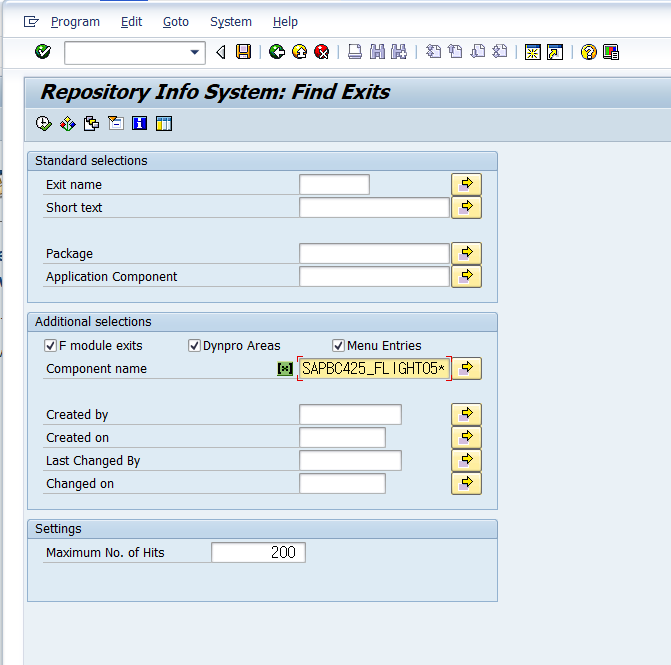 Program Edit Goto System Help
Repository Info System: Find Exits
Standard selections
Exit name
Short text
Package
Application Component
Additional selections
F module exits Dynpro Areas Menu Entries
Component name SAPBC425_FLIGHT05*
Created by
Created on
Last Changed By
Changed on
Settings
Maximum No. of Hits 200